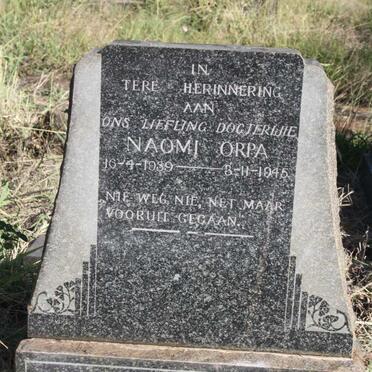 IN
TERE HERINNERING
AAN
ONS LIEFLING DOGTERTJIE
NAOMI ORPA
16-4-1939 — 8-11-1945
„NIE WEG NIE, NET MAAR
VOORUIT GEGAAN."